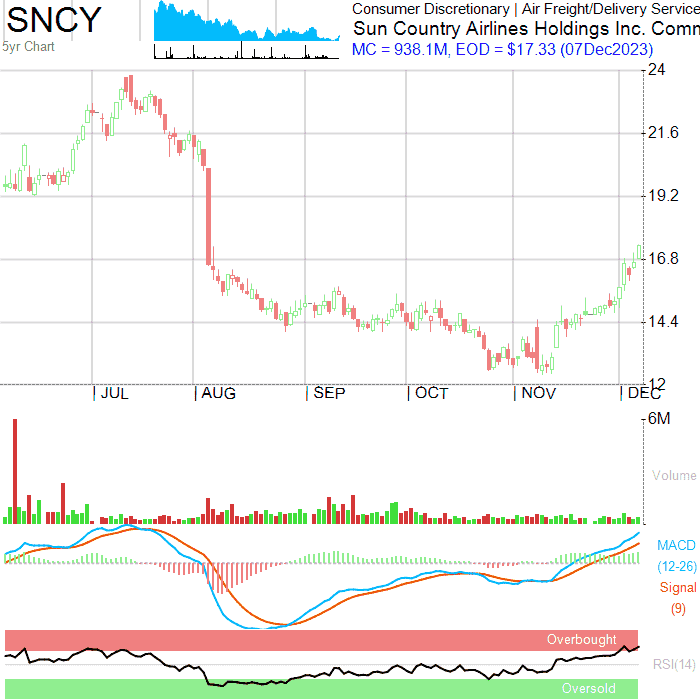 SNCY
5yr Chart
Consumer Discretionary | Air Freight/Delivery Service
Sun Country Airlines Holdings Inc. Comm
MC = 938.1M, EOD = $17.33 (07Dec2023)
24
21.6
19.2
16.8
14.4
12
JUL
AUG
SEP
OCT
NOV
DEC
6M
Volume
MACD
(12-26)
Signal
(9)
Overbought
RSI(14)
Oversold